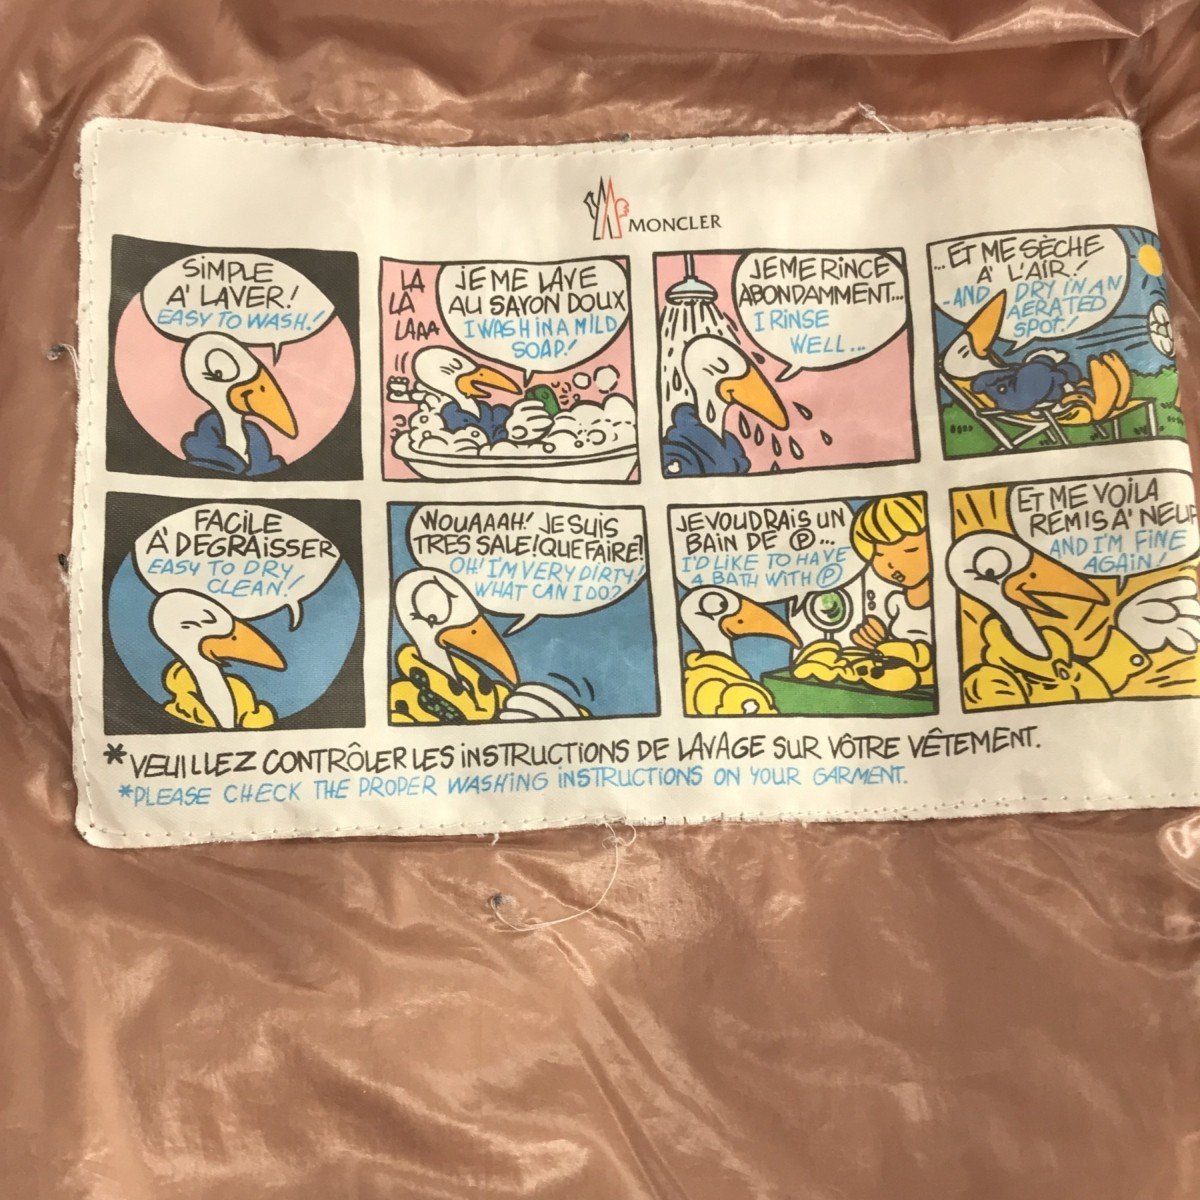 MONCLER
SIMPLE
A' LAVER!
EASY TO WASH!
LA
LA
LAAA
JE ME LAVE
AU SAVON DOUX
I WASH IN A MILD
SOAP!
JE ME RINCE
ABONDAMMENT...
I RINSE
WELL...
...ET ME SÈCHE
A' L'AIR!
-AND DRY IN AN
AERATED
SPOT!
FACILE
A' DEGRAISSER
EASY TO DRY
CLEAN!
WOUAAAH! JE SUIS
TRES SALE! QUE FAIRE?
OH! I'M VERY DIRTY!
WHAT CAN I DO?
JE VOUDRAIS UN
BAIN DE Ⓟ...
I'D LIKE TO HAVE
A BATH WITH Ⓟ
ET ME VOILA
REMIS A' NEUF
AND I'M FINE
AGAIN!
*VEUILLEZ CONTRÔLER LES INSTRUCTIONS DE LAVAGE SUR VÔTRE VÊTEMENT.
*PLEASE CHECK THE PROPER WASHING INSTRUCTIONS ON YOUR GARMENT.